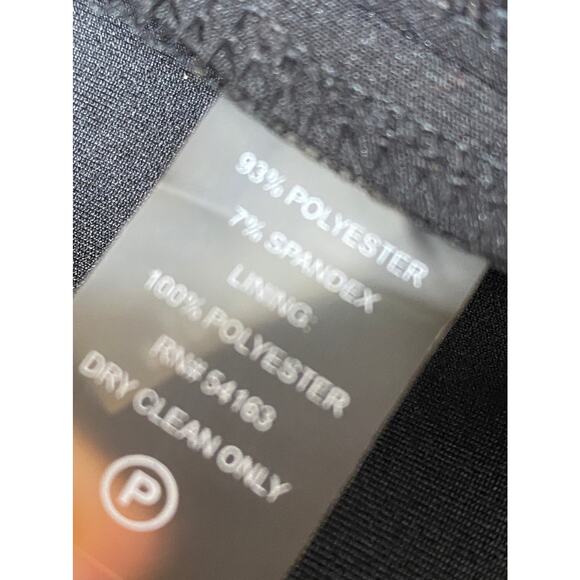 93% POLYESTER
7% SPANDEX
LINING:
100% POLYESTER
RN# 54163
DRY CLEAN ONLY
P